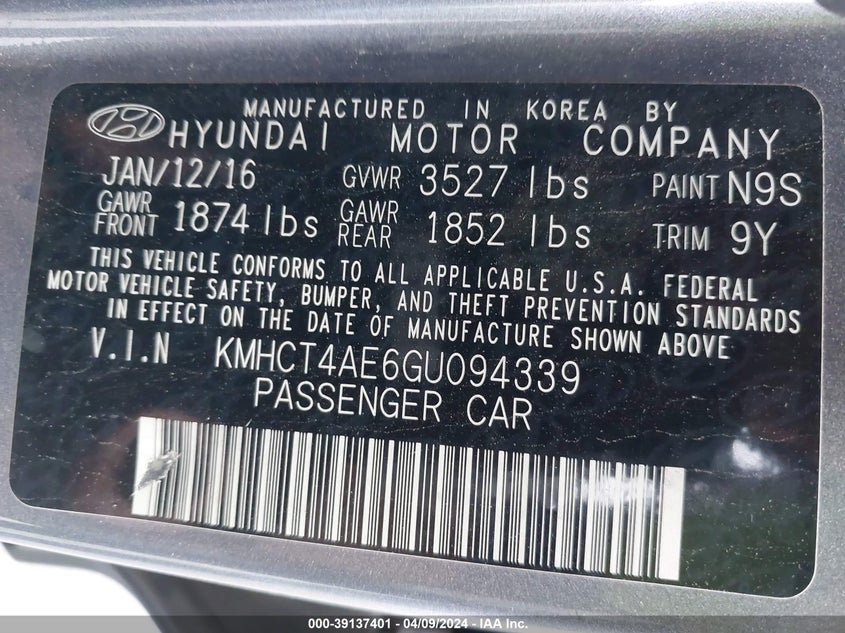 MANUFACTURED IN KOREA BY
HYUNDAI MOTOR COMPANY
JAN/12/16 GVWR 3527 lbs PAINT N9S
GAWR FRONT 1874 lbs GAWR REAR 1852 lbs TRIM 9Y
THIS VEHICLE CONFORMS TO ALL APPLICABLE U.S.A. FEDERAL
MOTOR VEHICLE SAFETY, BUMPER, AND THEFT PREVENTION STANDARDS
IN EFFECT ON THE DATE OF MANUFACTURE SHOWN ABOVE
V.I.N KMHCT4AE6GU094339
PASSENGER CAR
000-39137401 - 04/09/2024 - IAA Inc.